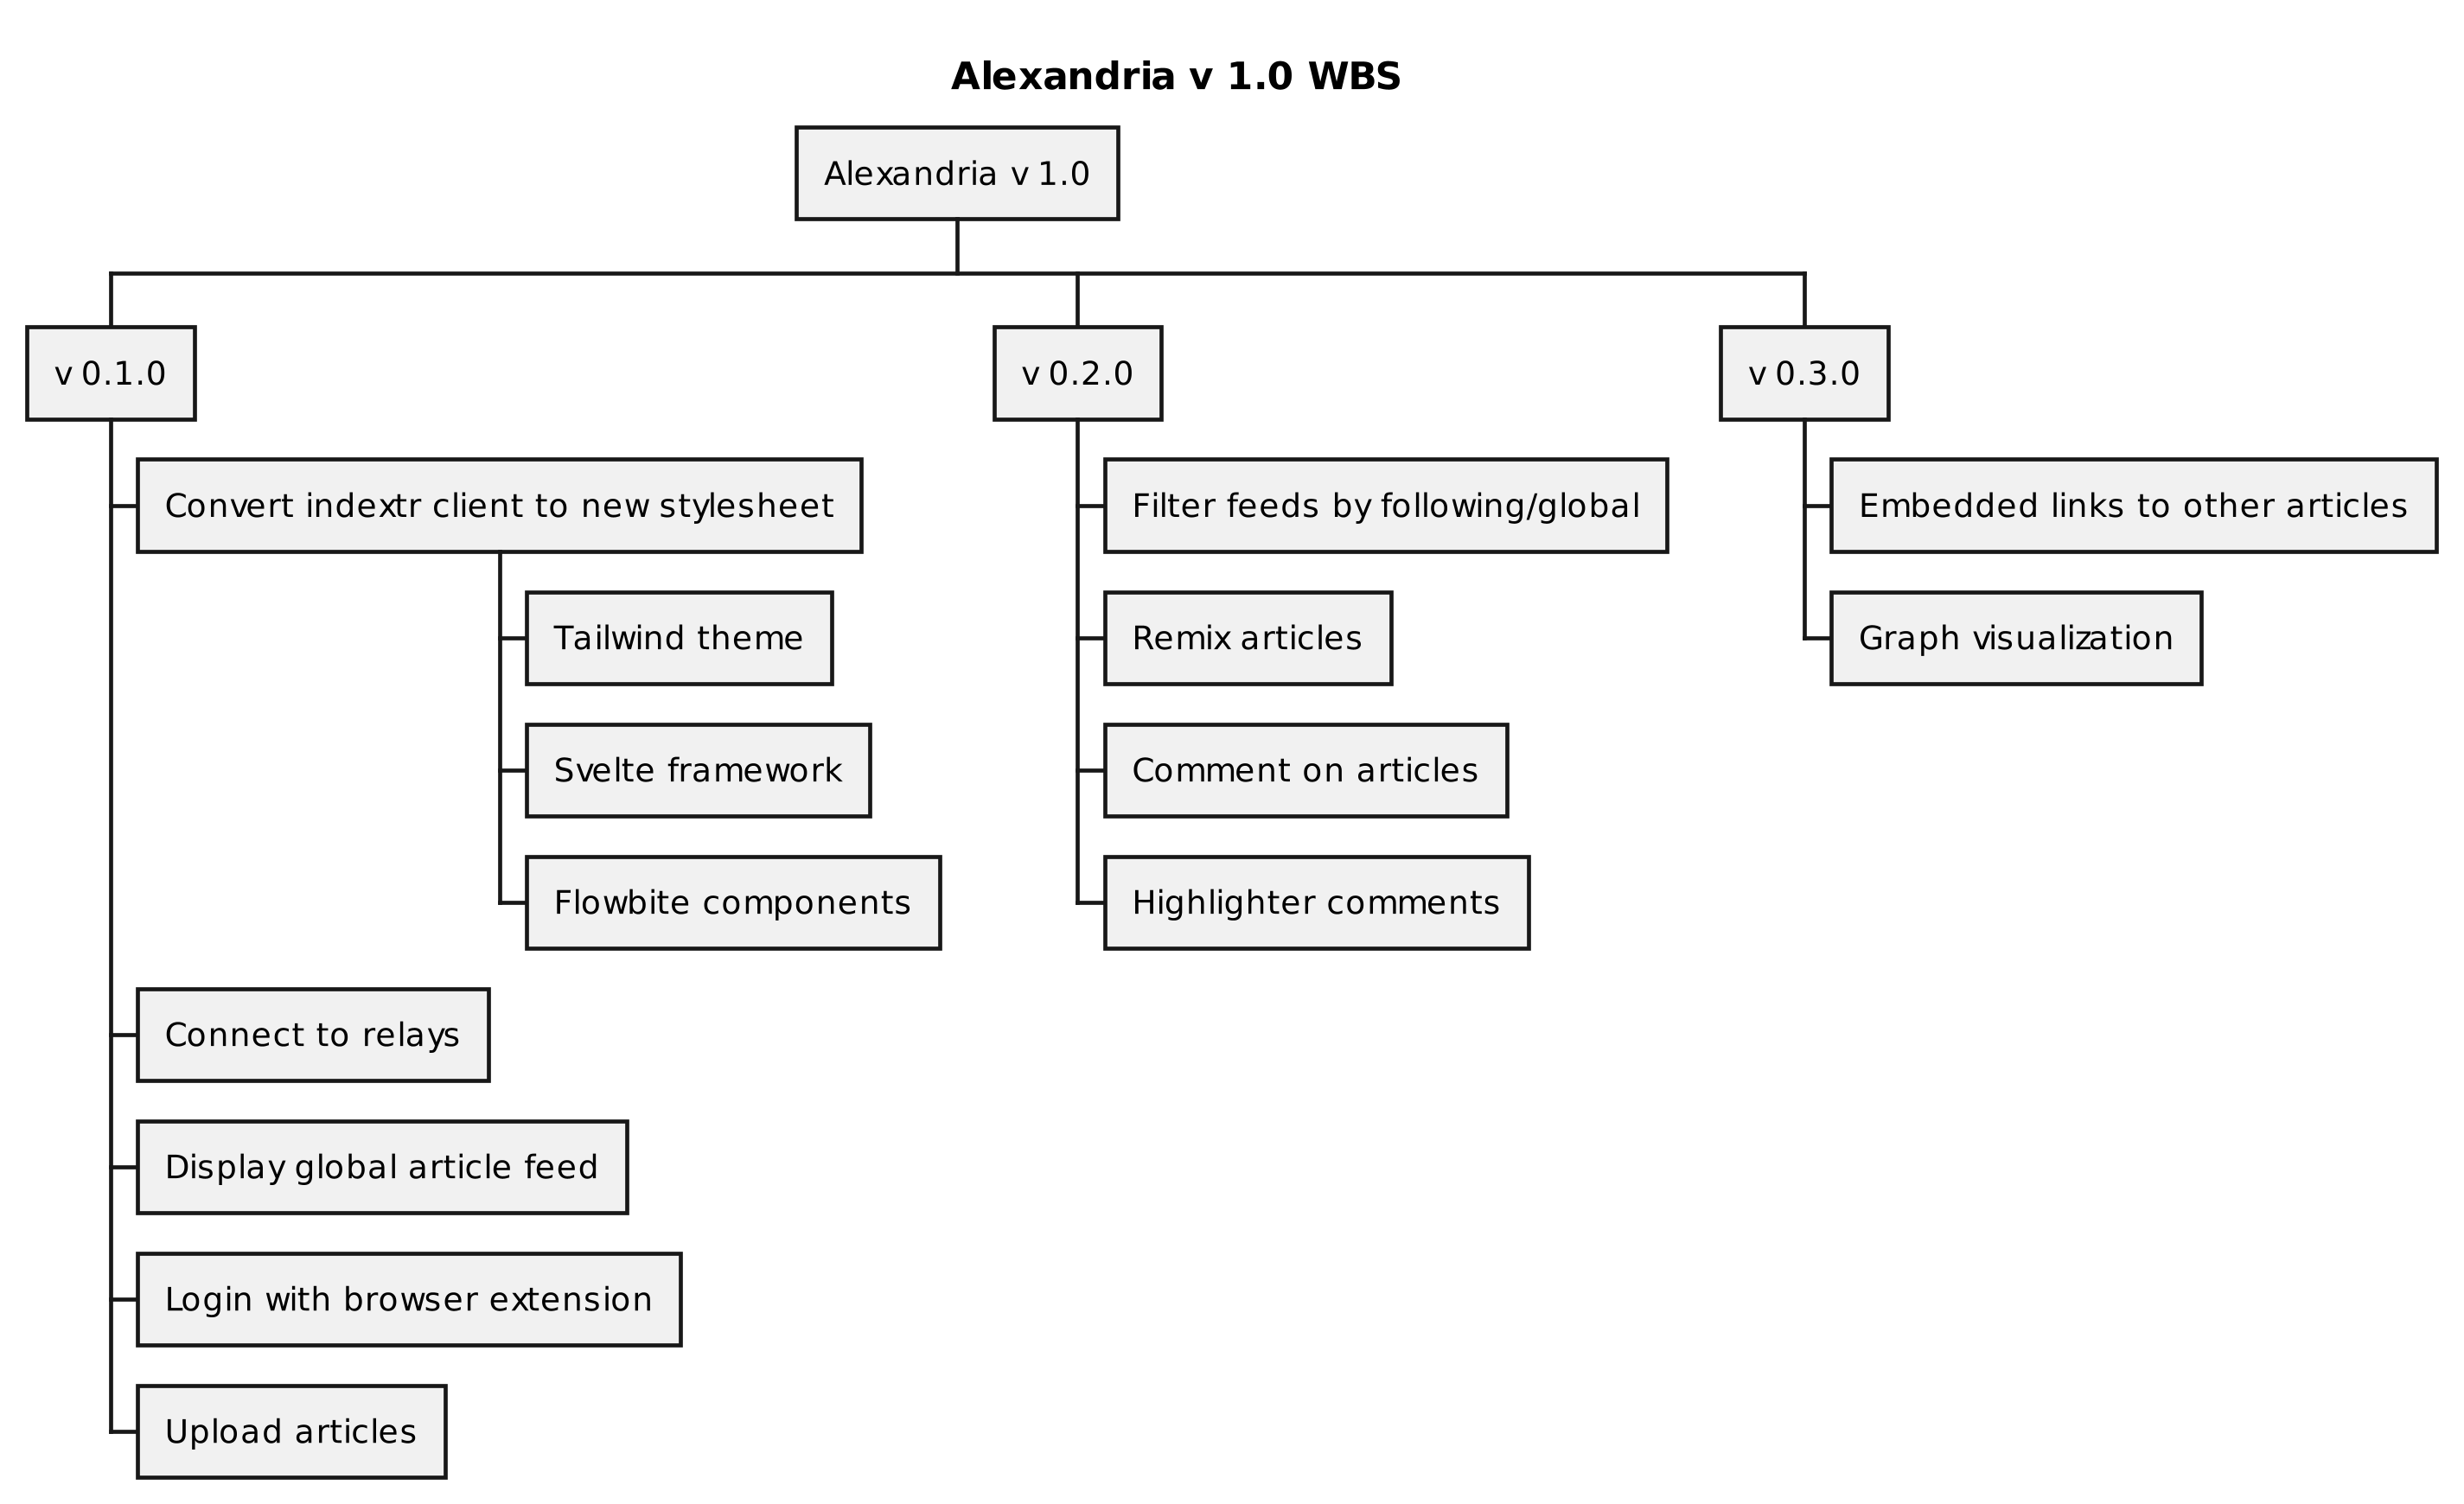 Alexandria v 1.0 WBS
Alexandria v 1.0
v 0.1.0
Convert indextr client to new stylesheet
Tailwind theme
Svelte framework
Flowbite components
Connect to relays
Display global article feed
Login with browser extension
Upload articles
v 0.2.0
Filter feeds by following/global
Remix articles
Comment on articles
Highlighter comments
v 0.3.0
Embedded links to other articles
Graph visualization